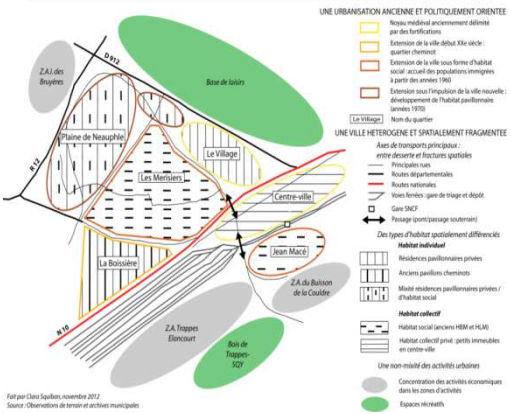 UNE URBANISATION ANCIENNE ET POLITIQUEMENT ORIENTEE
Noyau médiéval anciennement délimité
par des fortifications
Extension de la ville début XXe siècle :
quartier cheminot
Extension de la ville sous forme d'habitat
social : accueil des populations immigrées
à partir des années 1960
Extension sous l'impulsion de la ville nouvelle :
développement de l'habitat pavillonnaire
(années 1970)
Le Village
Nom du quartier
UNE VILLE HETEROGENE ET SPATIALEMENT FRAGMENTEE
Axes de transports principaux :
entre desserte et fractures spatiales
Principales rues
Routes départementales
Routes nationales
Voies ferrées : gare de triage et dépôt
Gare SNCF
Passage (pont/passage souterrain)
Des types d'habitat spatialement différenciés
Habitat individuel
Résidences pavillonnaires privées
Anciens pavillons cheminots
Mixité résidences pavillonnaires privées /
d'habitat social
Habitat collectif
Habitat social (anciens HBM et HLM)
Habitat collectif privé : petits immeubles
en centre-ville
Une non-mixité des activités urbaines
Concentration des activités économiques
dans les zones d'activités
Espaces récréatifs
Z.A.I. des
Bruyères
D 912
Base de loisirs
R 12
Plaine de Neauphle
Le Village
Les Merisiers
Centre-ville
La Boissière
Jean Macé
Z.A. du Buisson
de la Couldre
N 10
Z.A. Trappes
Elancourt
Bois de
Trappes-
SQY
Fait par Clara Squiban, novembre 2012
Source : Observations de terrain et archives municipales